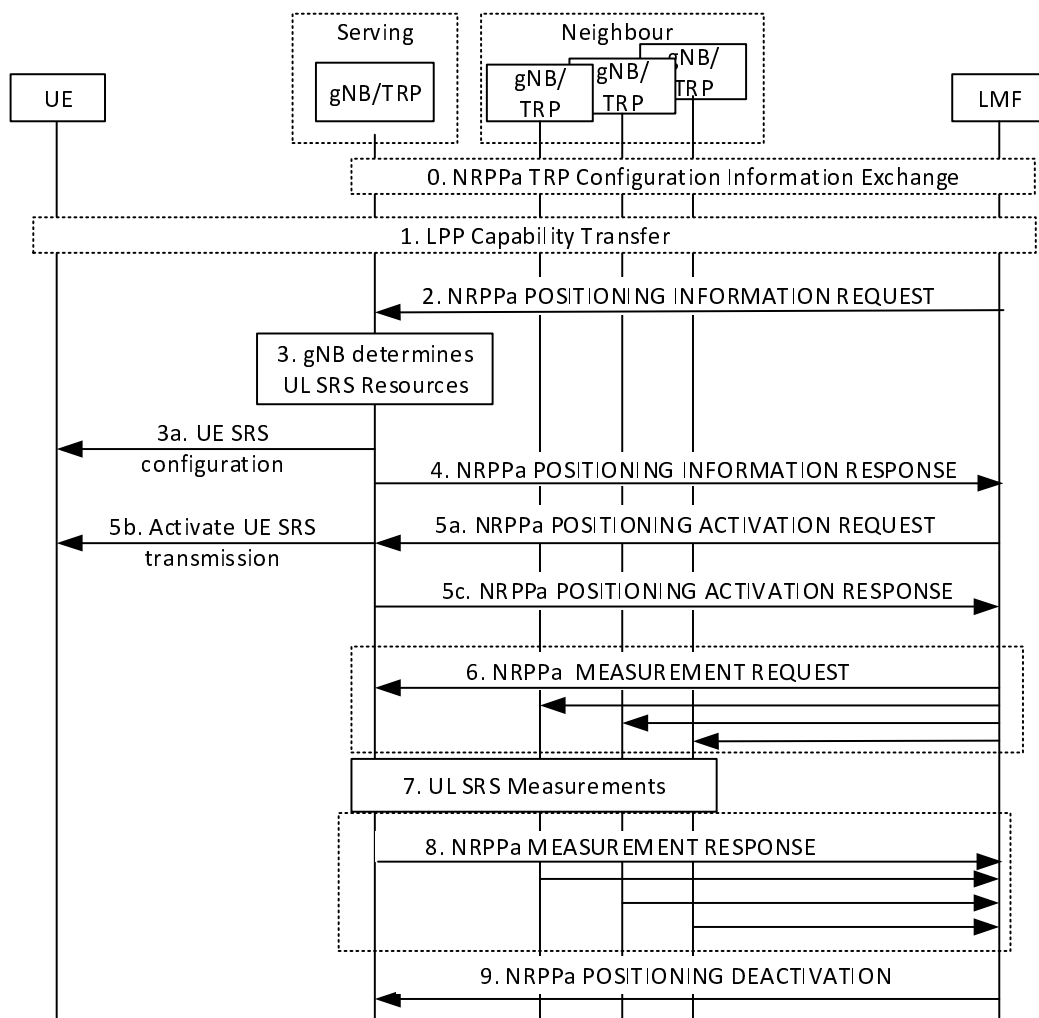 Serving
Neighbour
UE
gNB/TRP
gNB/
TRP
gNB/
TRP
gNB/
TRP
LMF
0. NRPPa TRP Configuration Information Exchange
1. LPP Capability Transfer
2. NRPPa POSITIONING INFORMATION REQUEST
3. gNB determines
UL SRS Resources
3a. UE SRS
configuration
4. NRPPa POSITIONING INFORMATION RESPONSE
5b. Activate UE SRS
transmission
5a. NRPPa POSITIONING ACTIVATION REQUEST
5c. NRPPa POSITIONING ACTIVATION RESPONSE
6. NRPPa MEASUREMENT REQUEST
7. UL SRS Measurements
8. NRPPa MEASUREMENT RESPONSE
9. NRPPa POSITIONING DEACTIVATION